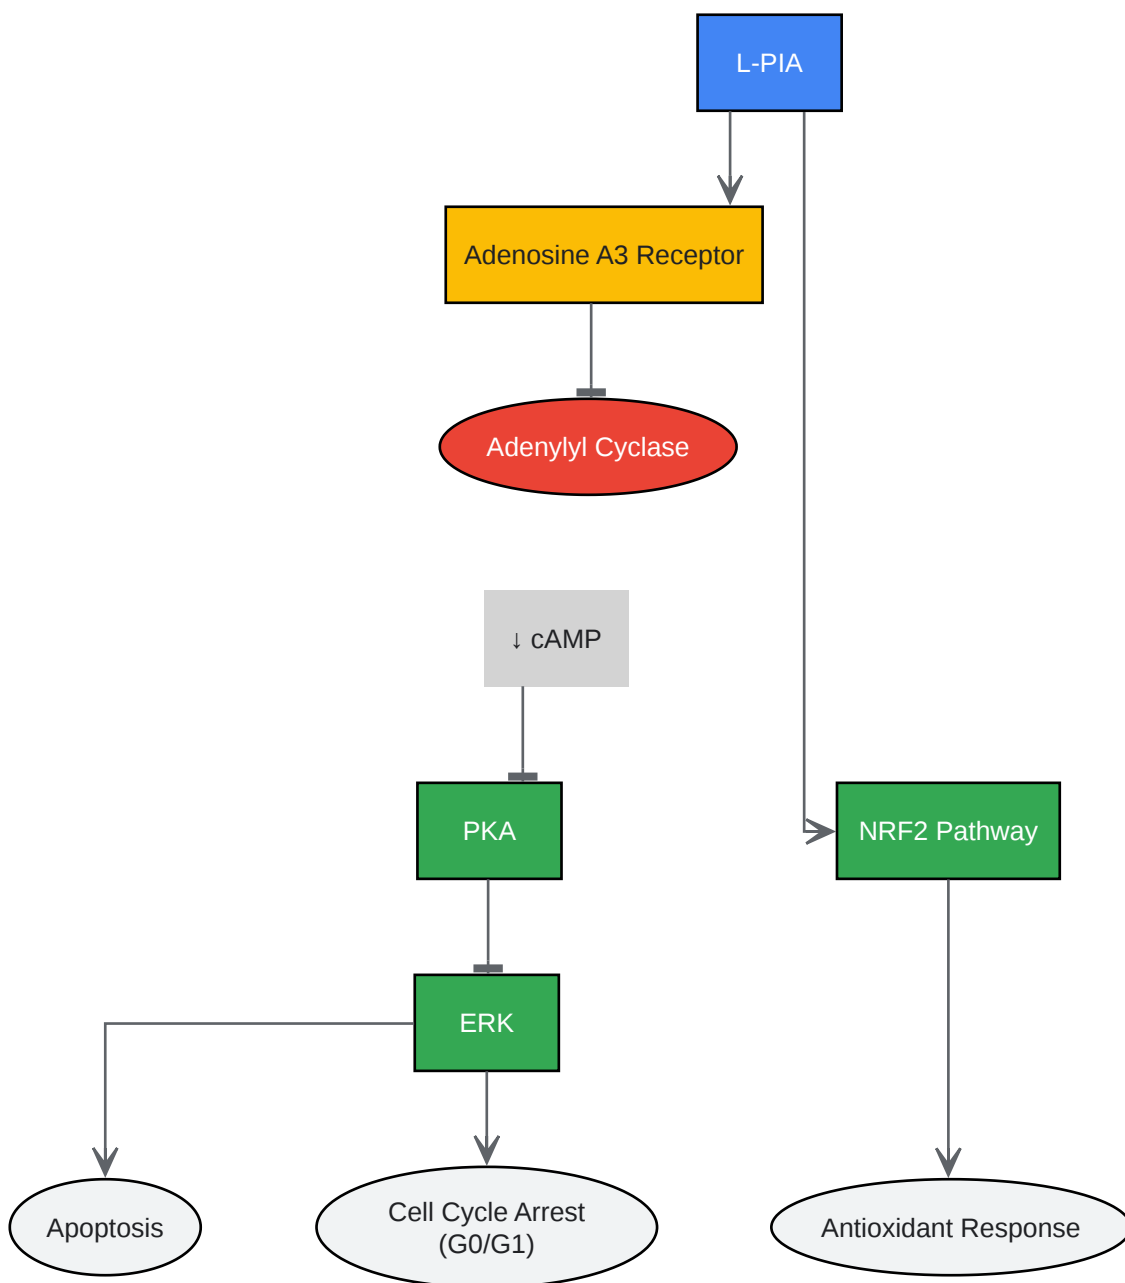 L-PIA
Adenosine A3 Receptor
Adenylyl Cyclase
↓ cAMP
PKA
NRF2 Pathway
ERK
Apoptosis
Cell Cycle Arrest
(G0/G1)
Antioxidant Response